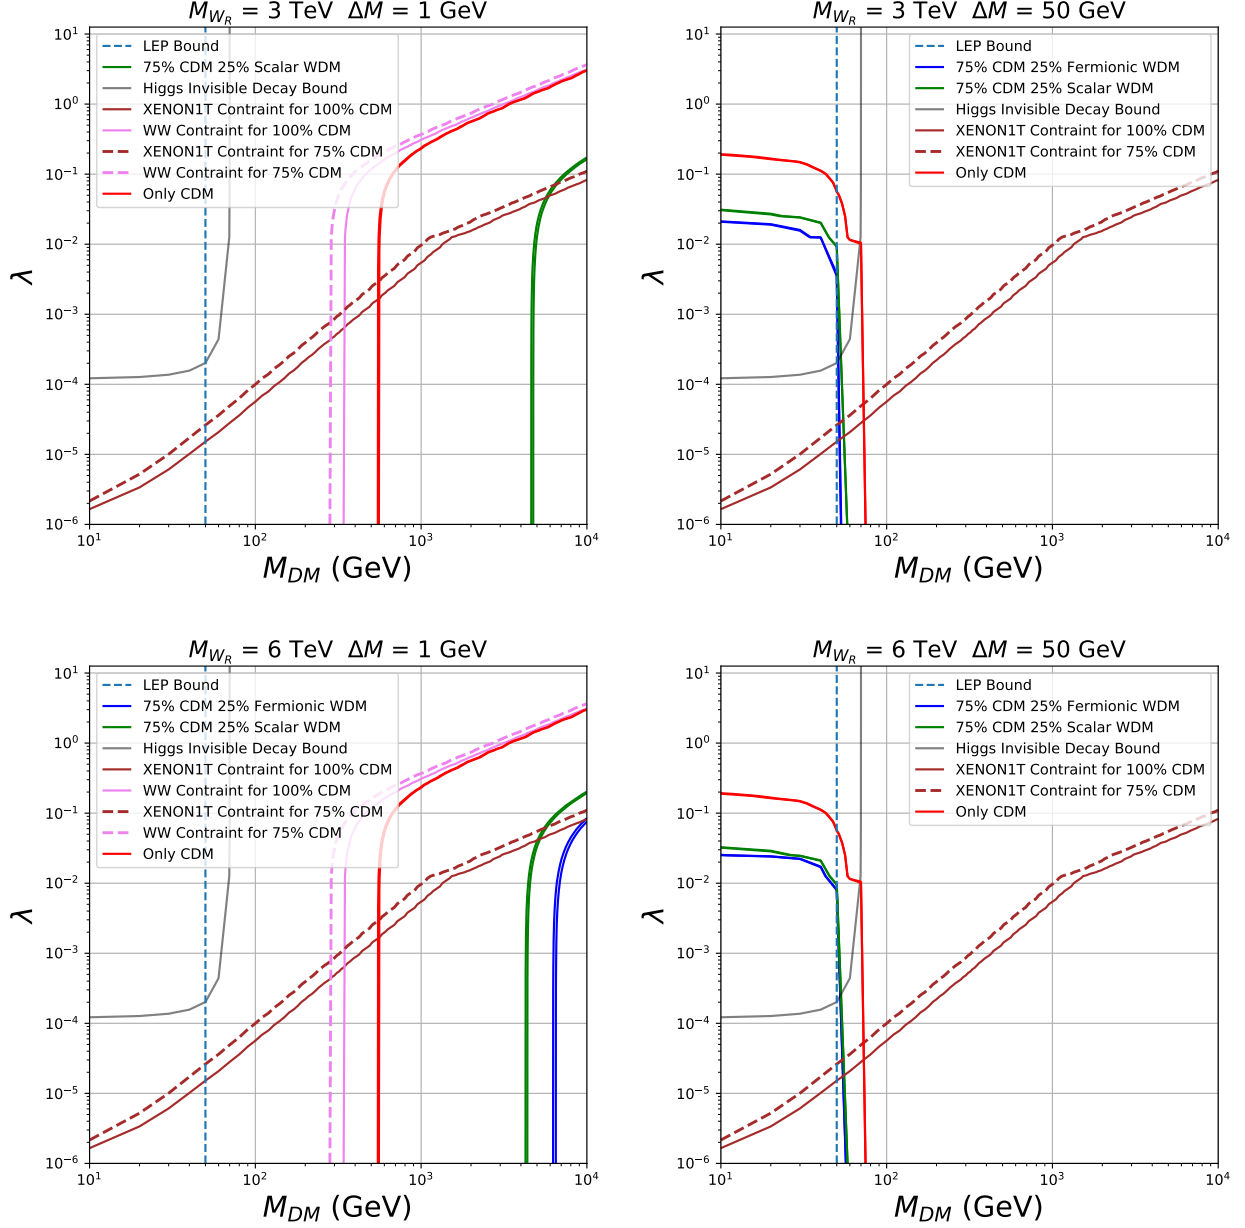 M_{W_R} = 3 TeV ΔM = 1 GeV
10^1
10^0
10^{-1}
10^{-2}
10^{-3}
10^{-4}
10^{-5}
10^{-6}
λ
LEP Bound
75% CDM 25% Scalar WDM
Higgs Invisible Decay Bound
XENON1T Contraint for 100% CDM
WW Contraint for 100% CDM
XENON1T Contraint for 75% CDM
WW Contraint for 75% CDM
Only CDM
10^1 10^2 10^3 10^4
M_{DM} (GeV)
M_{W_R} = 3 TeV ΔM = 50 GeV
10^1
10^0
10^{-1}
10^{-2}
10^{-3}
10^{-4}
10^{-5}
10^{-6}
λ
LEP Bound
75% CDM 25% Fermionic WDM
75% CDM 25% Scalar WDM
Higgs Invisible Decay Bound
XENON1T Contraint for 100% CDM
XENON1T Contraint for 75% CDM
Only CDM
10^1 10^2 10^3 10^4
M_{DM} (GeV)
M_{W_R} = 6 TeV ΔM = 1 GeV
10^1
10^0
10^{-1}
10^{-2}
10^{-3}
10^{-4}
10^{-5}
10^{-6}
λ
LEP Bound
75% CDM 25% Fermionic WDM
75% CDM 25% Scalar WDM
Higgs Invisible Decay Bound
XENON1T Contraint for 100% CDM
WW Contraint for 100% CDM
XENON1T Contraint for 75% CDM
WW Contraint for 75% CDM
Only CDM
10^1 10^2 10^3 10^4
M_{DM} (GeV)
M_{W_R} = 6 TeV ΔM = 50 GeV
10^1
10^0
10^{-1}
10^{-2}
10^{-3}
10^{-4}
10^{-5}
10^{-6}
λ
LEP Bound
75% CDM 25% Fermionic WDM
75% CDM 25% Scalar WDM
Higgs Invisible Decay Bound
XENON1T Contraint for 100% CDM
XENON1T Contraint for 75% CDM
Only CDM
10^1 10^2 10^3 10^4
M_{DM} (GeV)